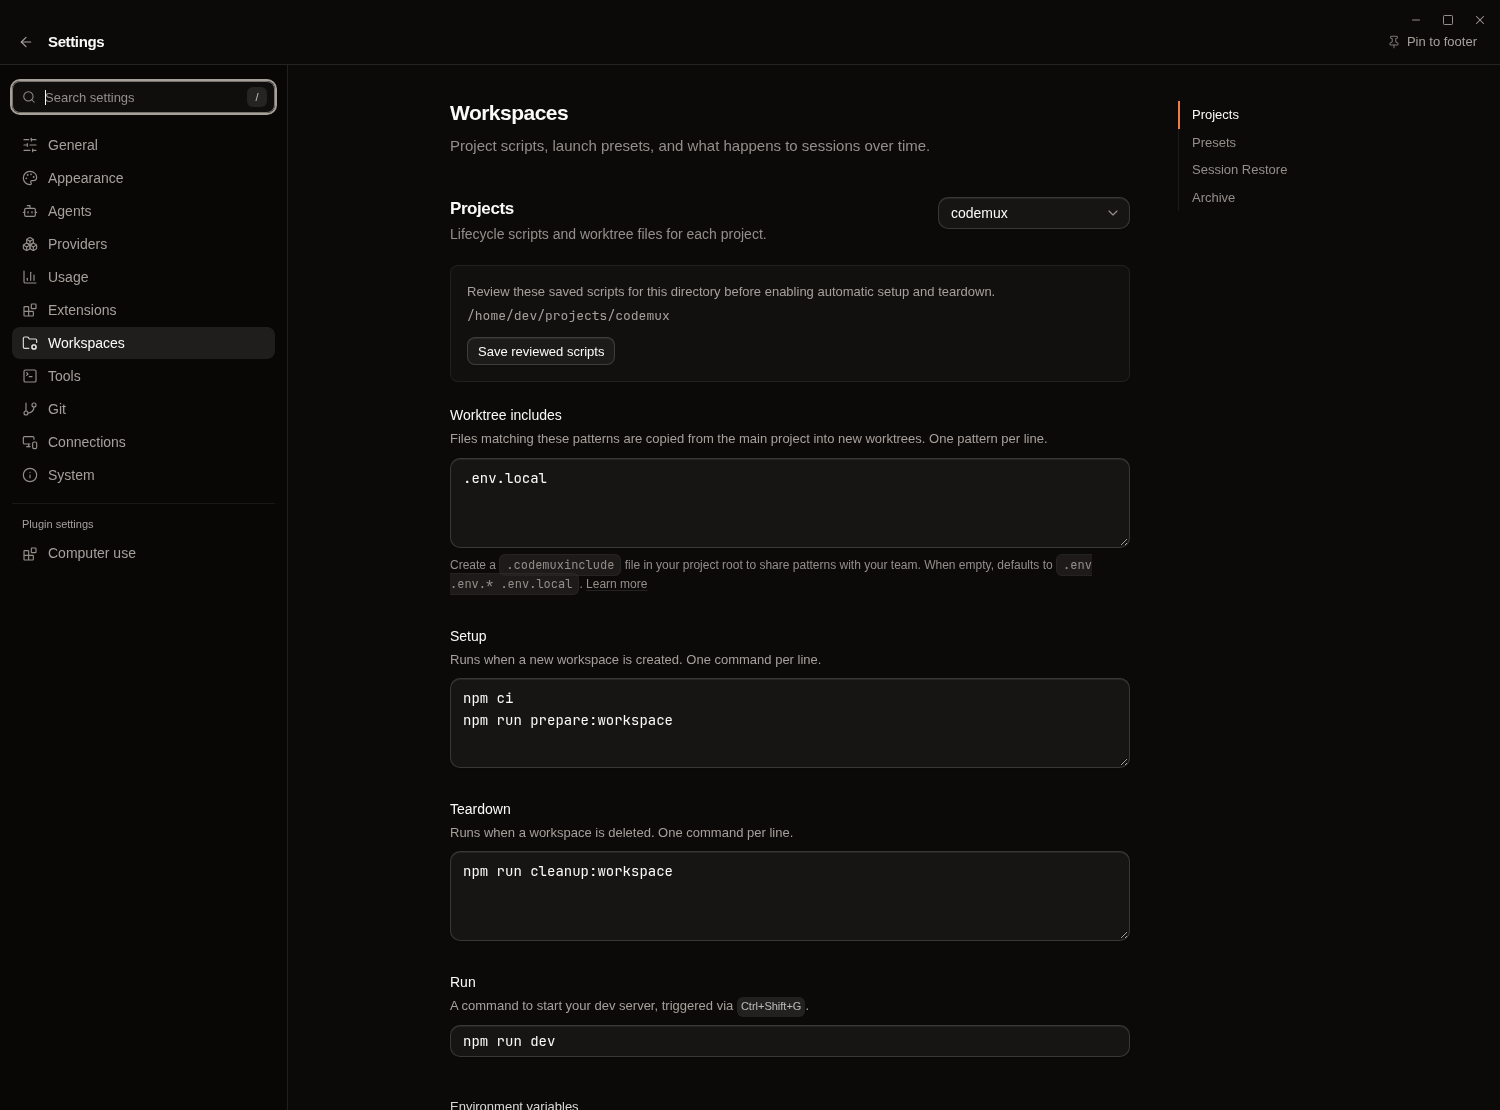 Settings
Pin to footer
Search settings
/
General
Appearance
Agents
Providers
Usage
Extensions
Workspaces
Tools
Git
Connections
System
Plugin settings
Computer use
Workspaces
Project scripts, launch presets, and what happens to sessions over time.
Projects
codemux
Lifecycle scripts and worktree files for each project.
Review these saved scripts for this directory before enabling automatic setup and teardown.
/home/dev/projects/codemux
Save reviewed scripts
Worktree includes
Files matching these patterns are copied from the main project into new worktrees. One pattern per line.
.env.local
Create a .codemuxinclude file in your project root to share patterns with your team. When empty, defaults to .env
.env.* .env.local. Learn more
Setup
Runs when a new workspace is created. One command per line.
npm ci
npm run prepare:workspace
Teardown
Runs when a workspace is deleted. One command per line.
npm run cleanup:workspace
Run
A command to start your dev server, triggered via Ctrl+Shift+G.
npm run dev
Environment variables
Projects
Presets
Session Restore
Archive